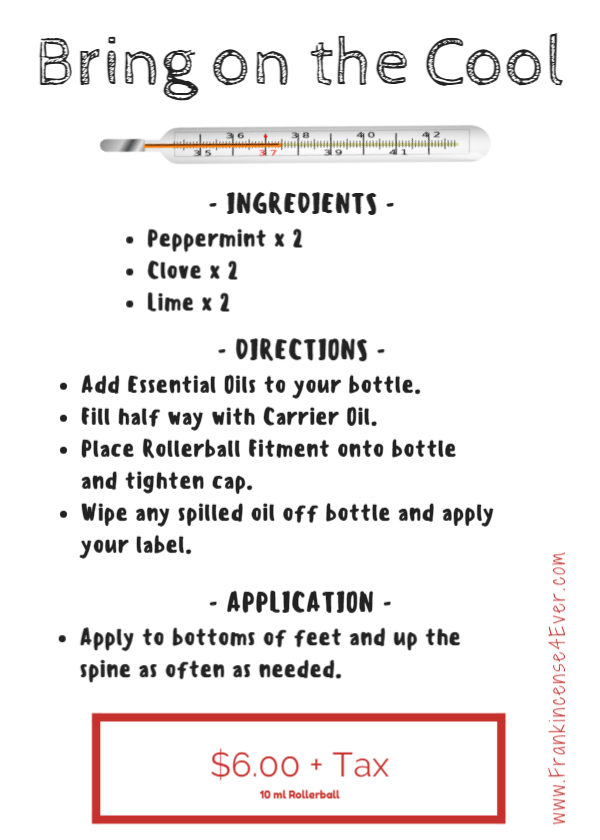 Bring on the Cool
36 38 40 42
35 37 39 41
- INGREDIENTS -
• Peppermint x 2
• Clove x 2
• Lime x 2
- DIRECTIONS -
• Add Essential Oils to your bottle.
• Fill half way with Carrier Oil.
• Place Rollerball Fitment onto bottle
and tighten cap.
• Wipe any spilled oil off bottle and apply
your label.
- APPLICATION -
• Apply to bottoms of feet and up the
spine as often as needed.
$6.00 + Tax
10 ml Rollerball
www.Frankincense4Ever.com